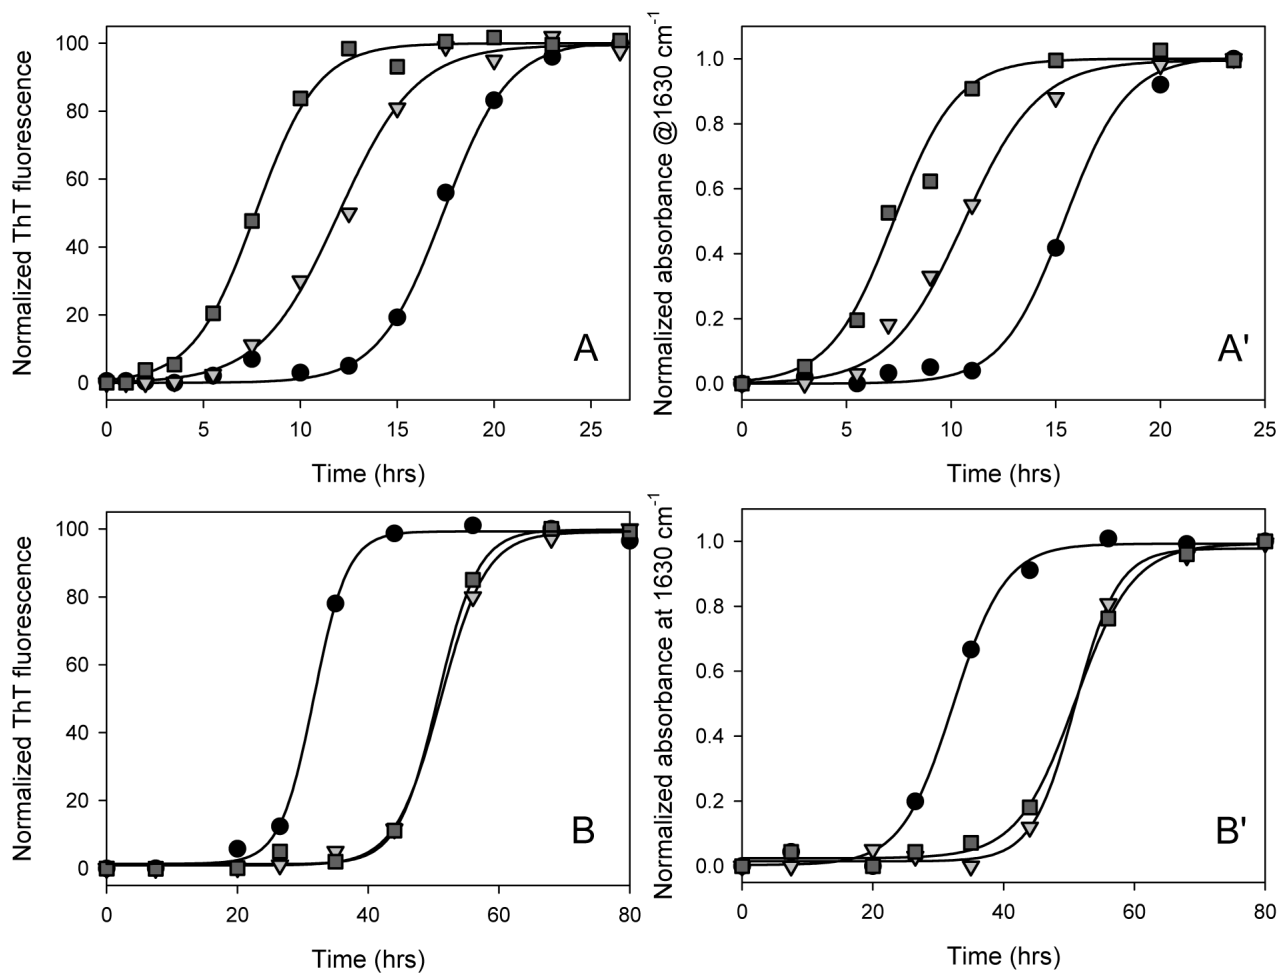 Normalized ThT fluorescence
100
80
60
40
20
0
A
0 5 10 15 20 25
Time (hrs)
Normalized absorbance @1630 cm⁻¹
1.0
0.8
0.6
0.4
0.2
0.0
A'
0 5 10 15 20 25
Time (hrs)
Normalized ThT fluorescence
100
80
60
40
20
0
B
0 20 40 60 80
Time (hrs)
Normalized absorbance at 1630 cm⁻¹
1.0
0.8
0.6
0.4
0.2
0.0
B'
0 20 40 60 80
Time (hrs)